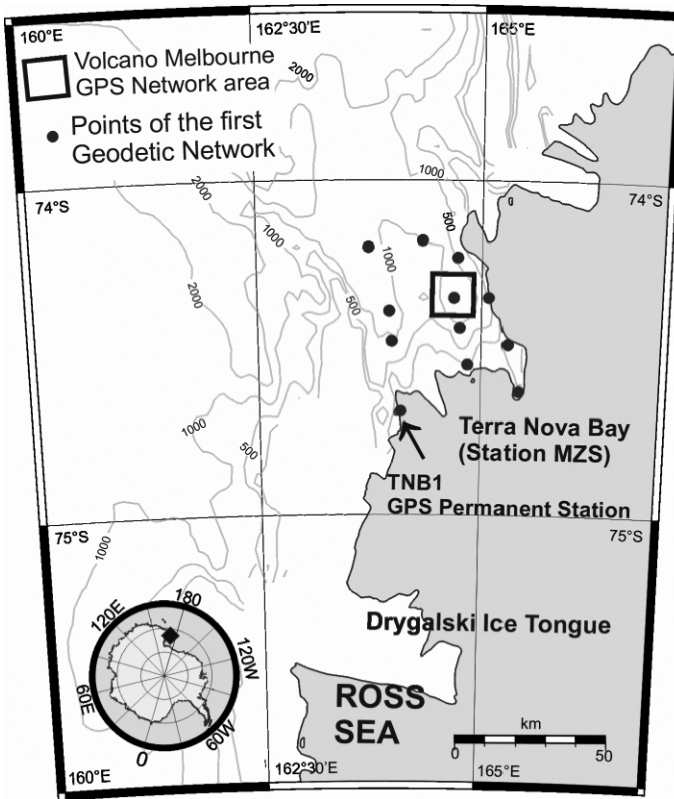 160°E
162°30'E
165°E
Volcano Melbourne
GPS Network area
Points of the first
Geodetic Network
2000
2000
1000
74°S
74°S
2000
1000
500
1000
2000
500
1000
500
Terra Nova Bay
(Station MZS)
TNB1
GPS Permanent Station
75°S
75°S
1000
Drygalski Ice Tongue
180
120E
120W
60E
60W
0
ROSS
SEA
km
0
50
160°E
162°30'E
165°E